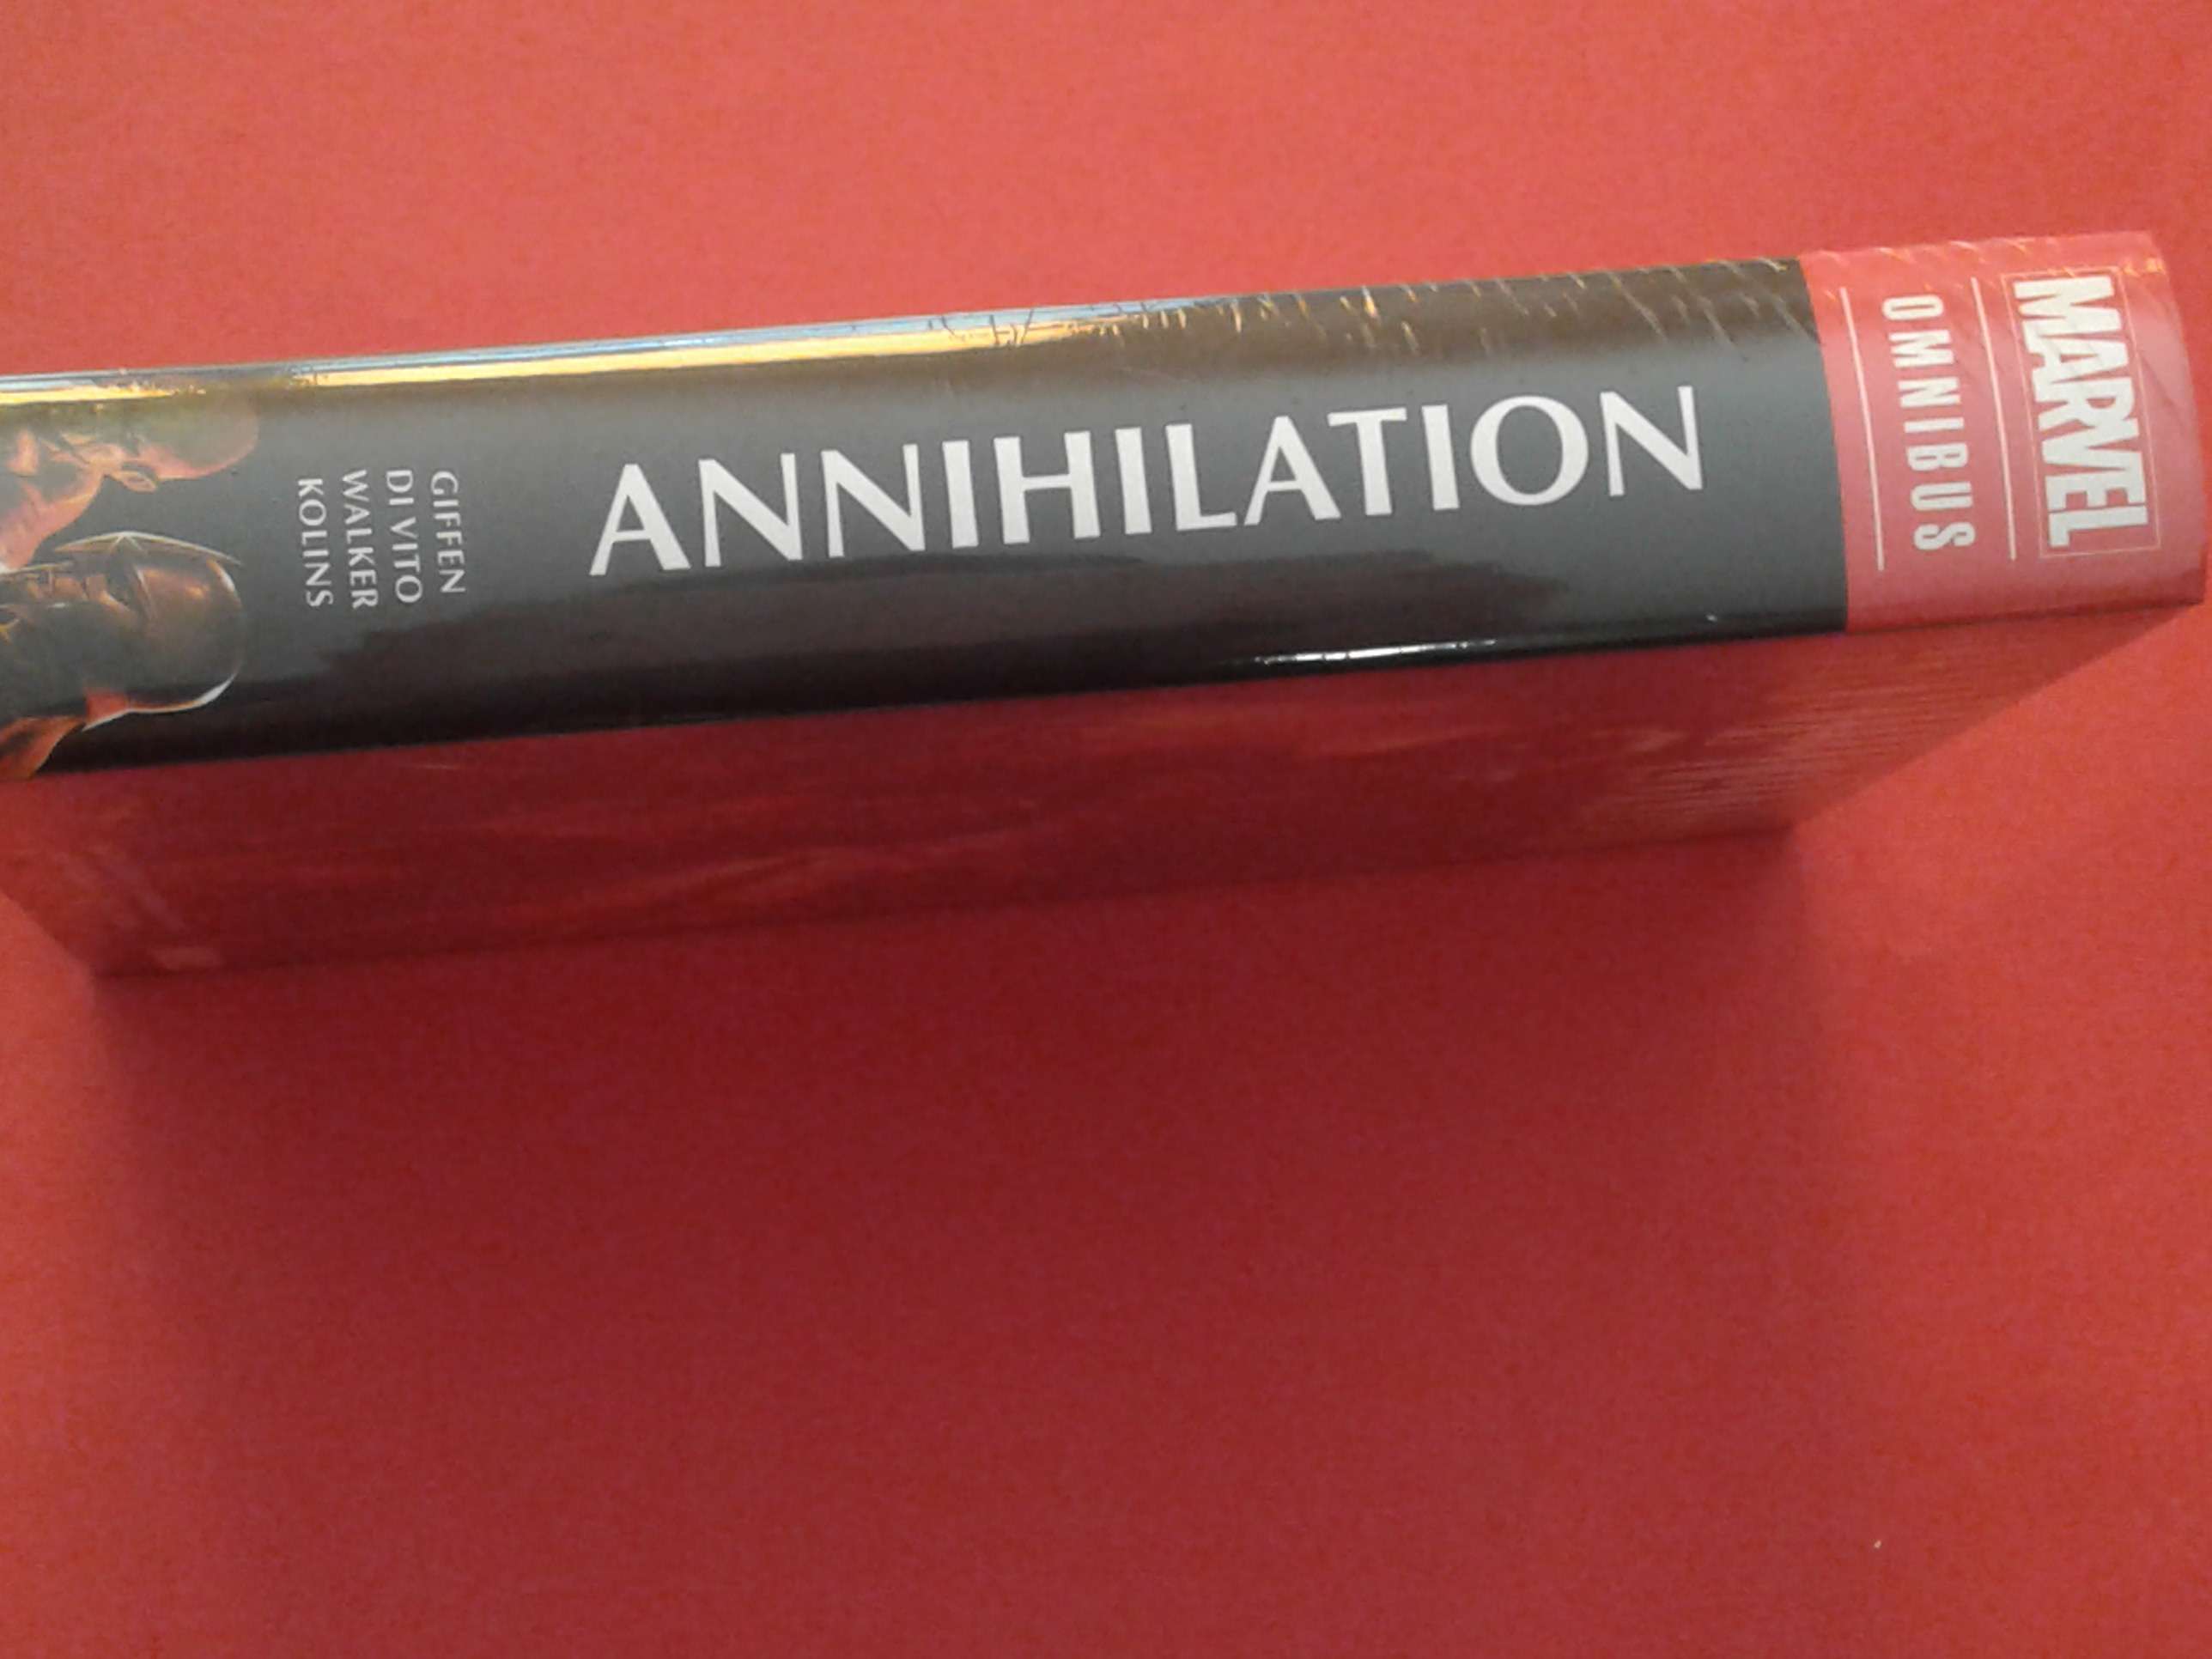 GIFFEN
DI VITO
WALKER
KOLINS
ANNIHILATION
OMNIBUS
MARVEL